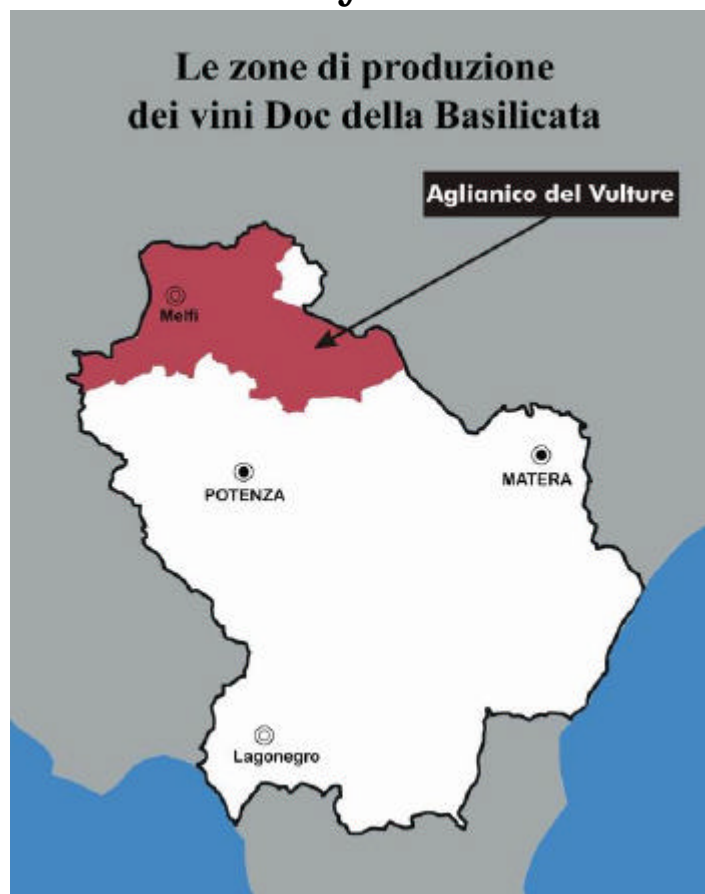 Le zone di produzione
dei vini Doc della Basilicata
Aglianico del Vulture
Melfi
POTENZA
MATERA
Lagonegro